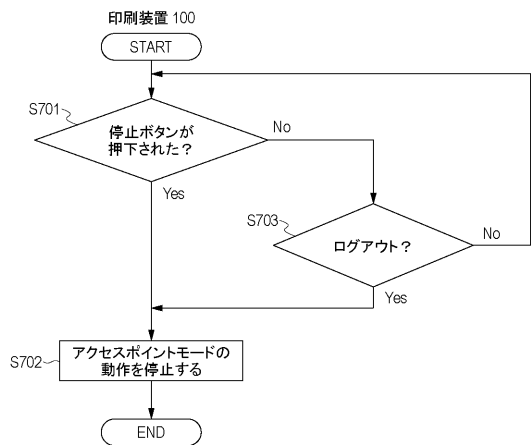 印刷装置 100
START
S701
停止ボタンが
押下された?
No
Yes
S703
ログアウト?
No
Yes
S702
アクセスポイントモードの
動作を停止する
END